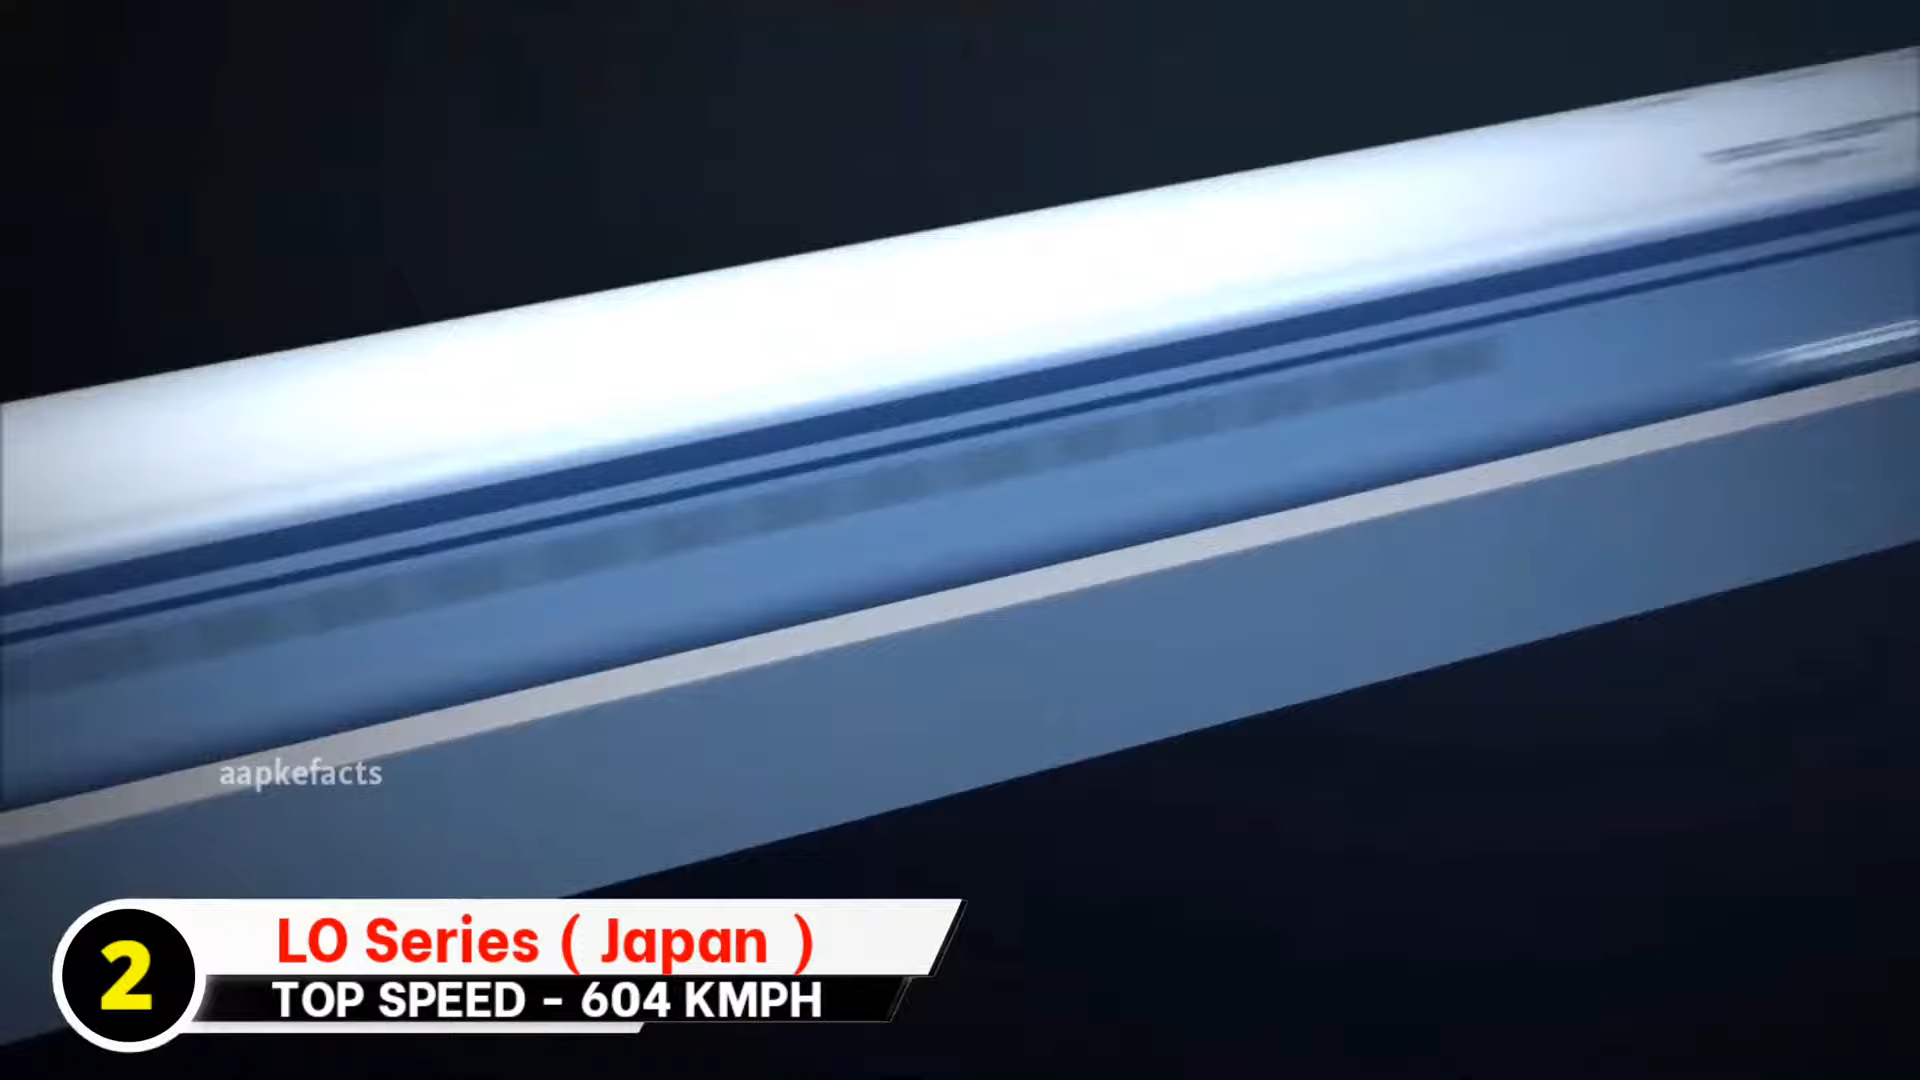 aapkefacts
2
LO Series ( Japan )
TOP SPEED - 604 KMPH